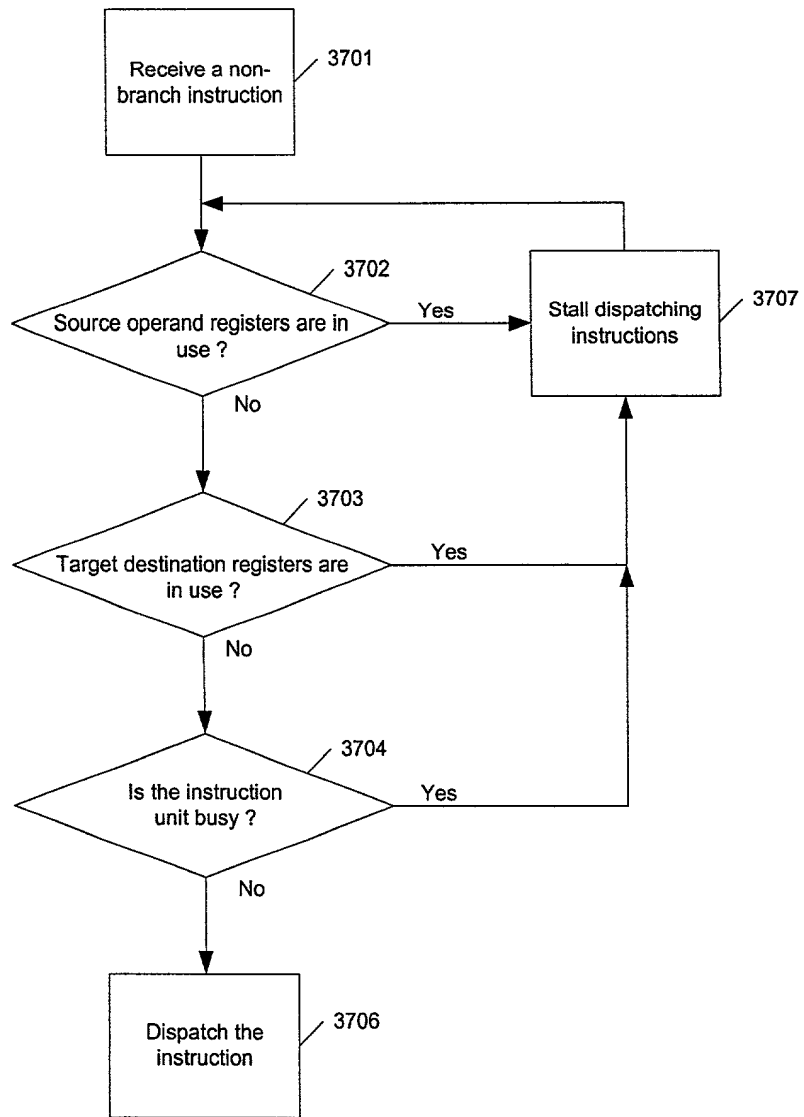 Receive a non-
branch instruction
3701
3702
Source operand registers are in
use ?
Yes
Stall dispatching
instructions
3707
No
3703
Target destination registers are
in use ?
Yes
No
3704
Is the instruction
unit busy ?
Yes
No
Dispatch the
instruction
3706